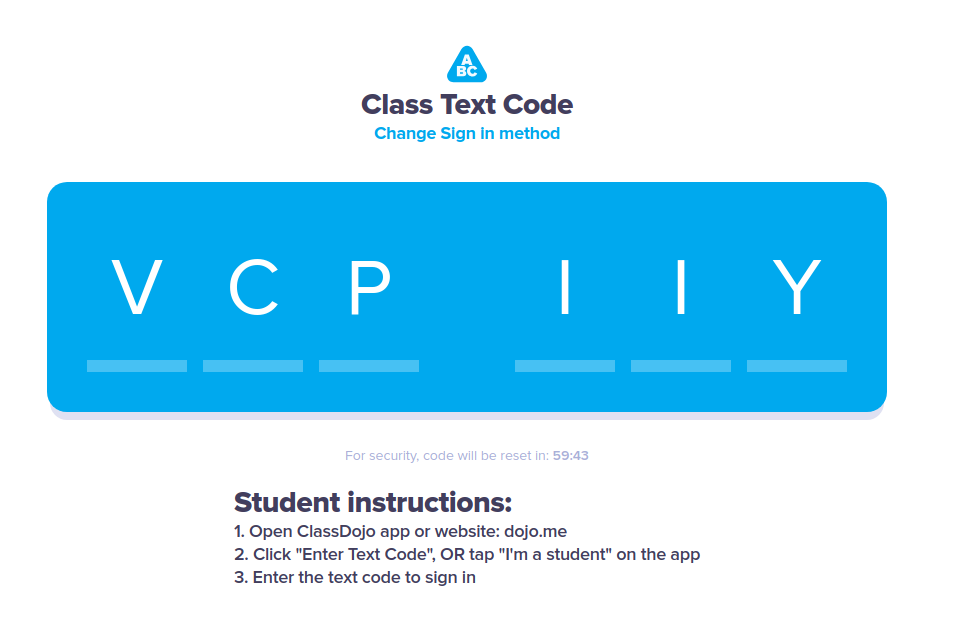 A
BC
Class Text Code
Change Sign in method
V C P I I Y
For security, code will be reset in: 59:43
Student instructions:
1. Open ClassDojo app or website: dojo.me
2. Click "Enter Text Code", OR tap "I'm a student" on the app
3. Enter the text code to sign in